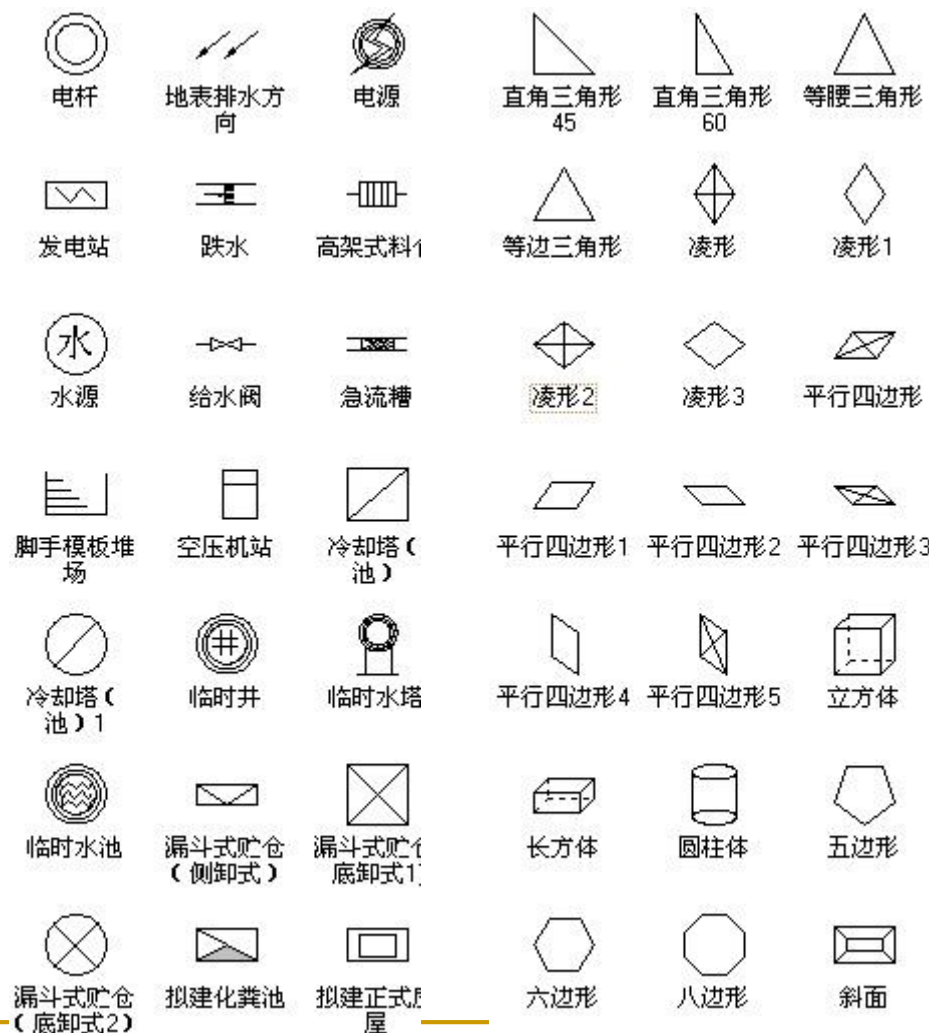 电杆
地表排水方
向
电源
直角三角形
45
直角三角形
60
等腰三角形
发电站
跌水
高架式料
等边三角形
凌形
凌形1
水
水源
给水阀
急流槽
凌形2
凌形3
平行四边形
脚手模板堆
场
空压机站
冷却塔(
池)
平行四边形1
平行四边形2
平行四边形3
冷却塔(
池)1
井
临时井
临时水塔
平行四边形4
平行四边形5
立方体
临时水池
漏斗式贮仓
(侧卸式)
漏斗式贮
底卸式1
长方体
圆柱体
五边形
漏斗式贮仓
(底卸式2)
拟建化粪池
拟建正式
屋
六边形
八边形
斜面